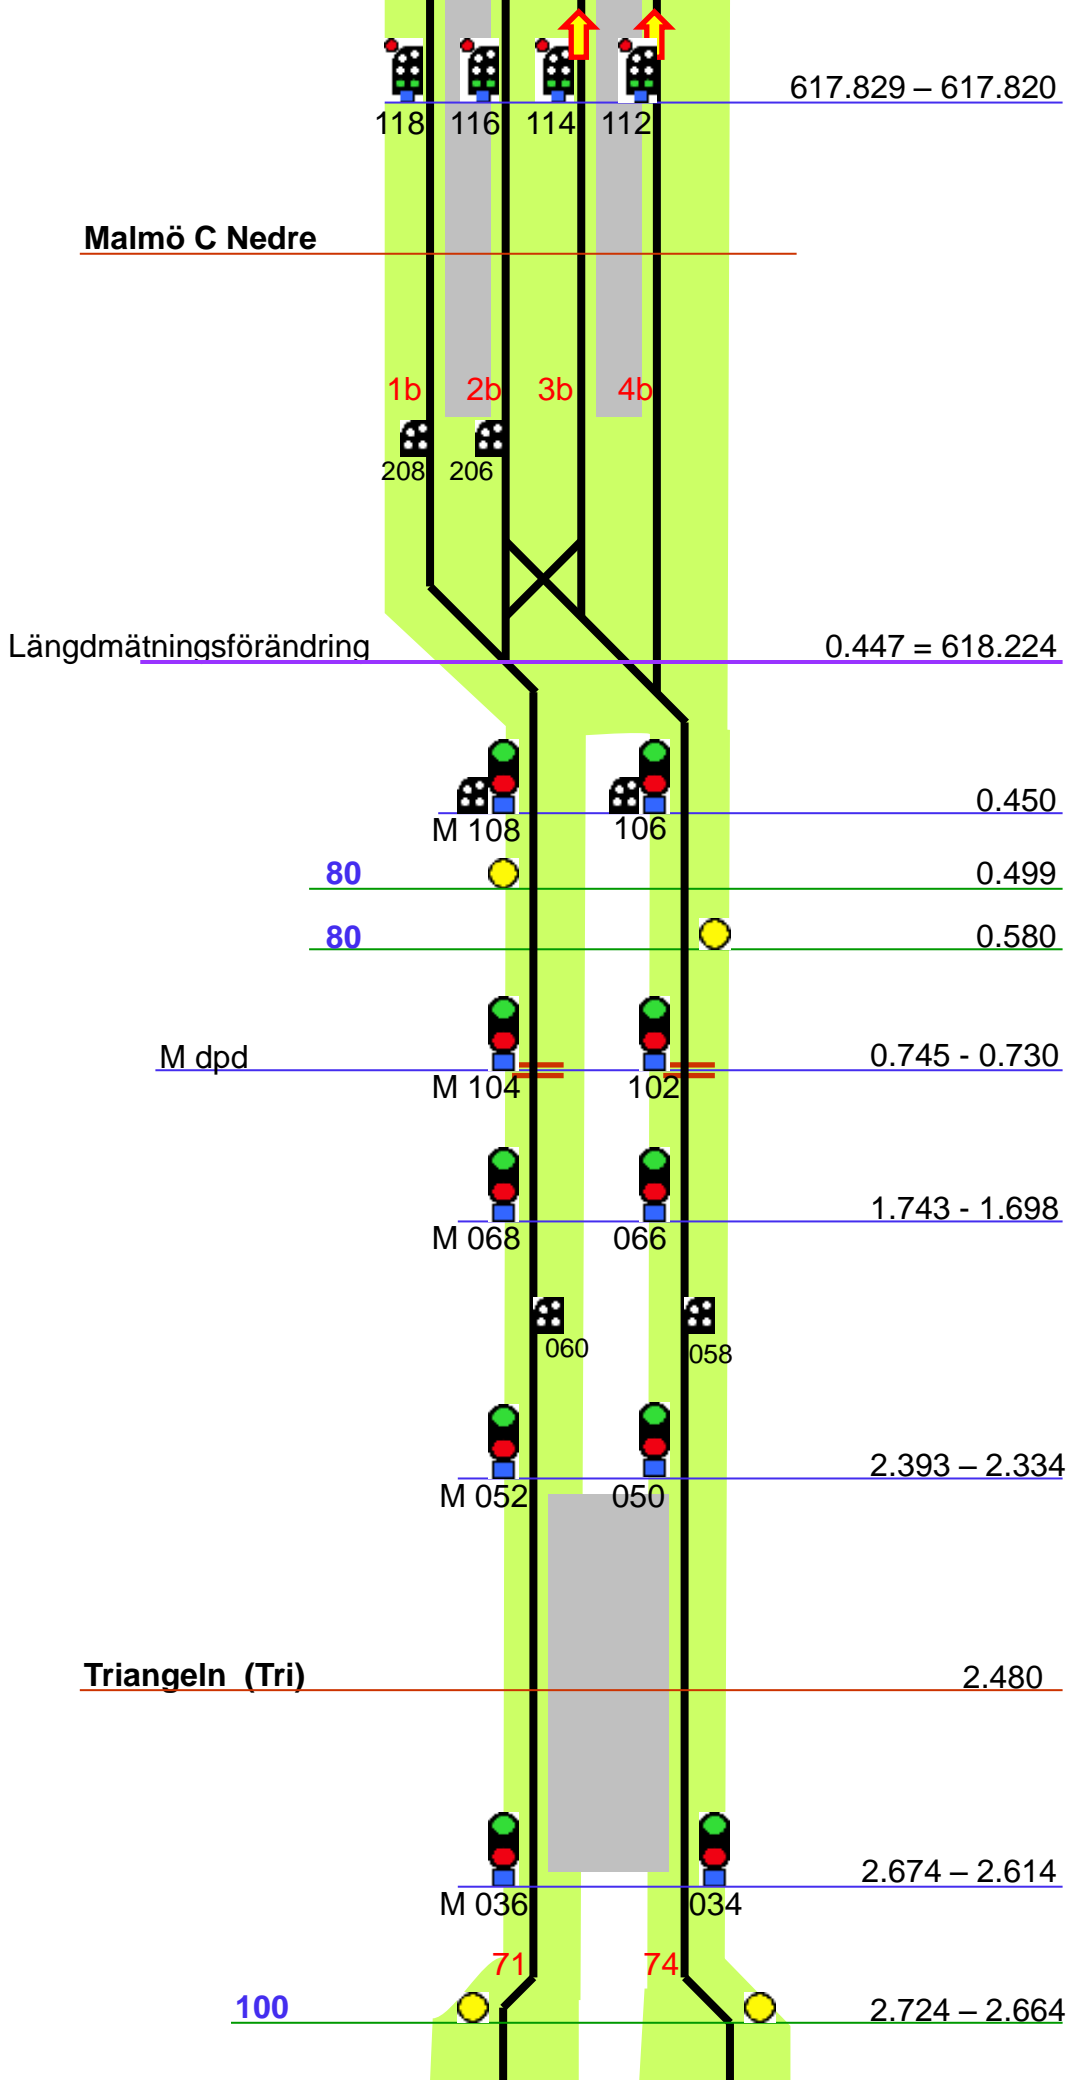 617.829 – 617.820
118 116 114 112
Malmö C Nedre
1b 2b 3b 4b
208 206
Längdmätningsförändring 0.447 = 618.224
0.450
M 108 106
80 0.499
80 0.580
M dpd 0.745 - 0.730
M 104 102
1.743 - 1.698
M 068 066
060 058
2.393 – 2.334
M 052 050
Triangeln (Tri) 2.480
2.674 – 2.614
M 036 034
71 74
100 2.724 – 2.664